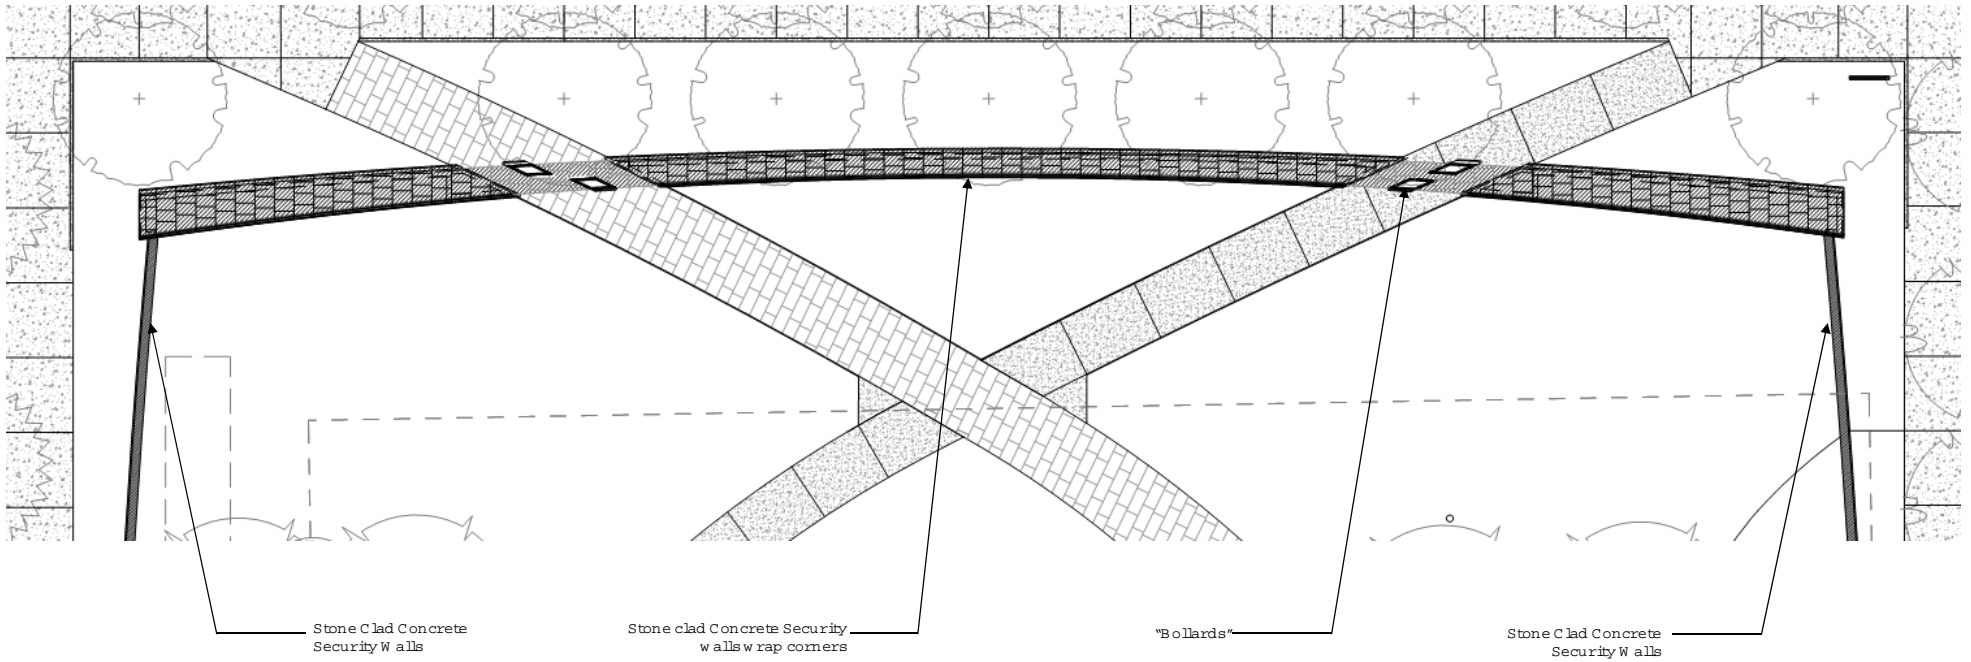 Stone Clad Concrete
Security Walls
Stone clad Concrete Security
walls wrap corners
"Bollards"
Stone Clad Concrete
Security Walls